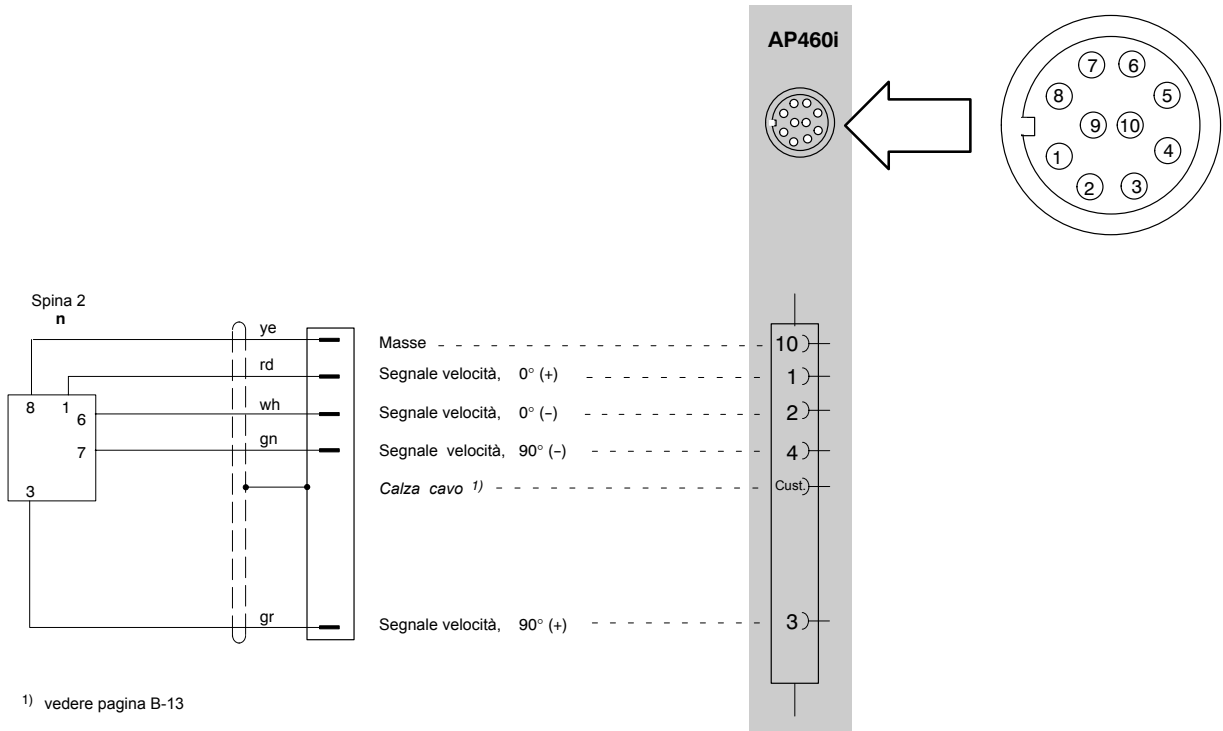 AP460i
7 6
8 5
9 10
1 4
2 3
Spina 2
n
ye
Masse
10
rd
Segnale velocità, 0° (+)
1
8 1 6
wh
Segnale velocità, 0° (-)
2
7
gn
Segnale velocità, 90° (-)
4
3
Calza cavo 1)
Cust.
gr
Segnale velocità, 90° (+)
3
1) vedere pagina B-13